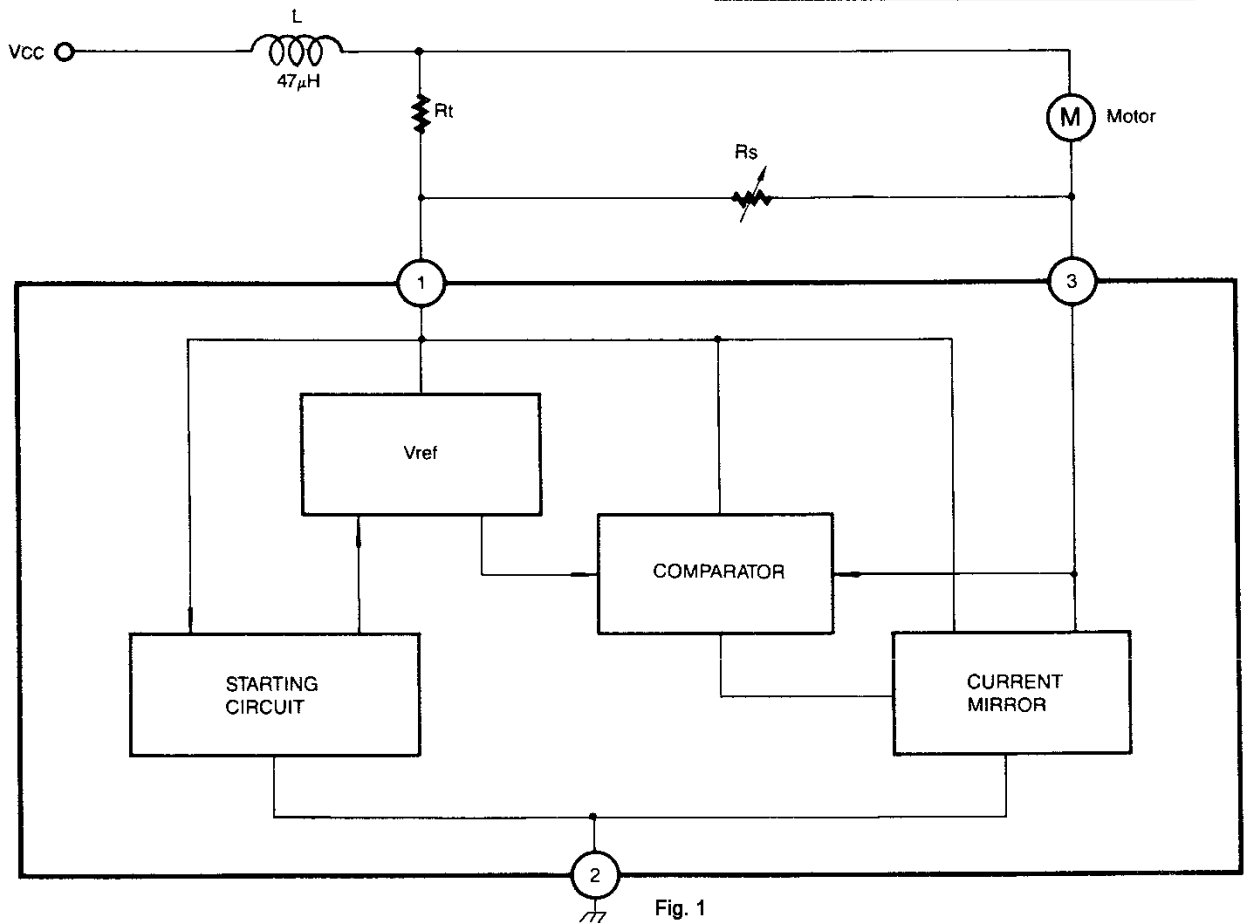 L
Vcc
47μH
Rt
M
Motor
Rs
1
3
Vref
COMPARATOR
STARTING
CIRCUIT
CURRENT
MIRROR
2
Fig. 1